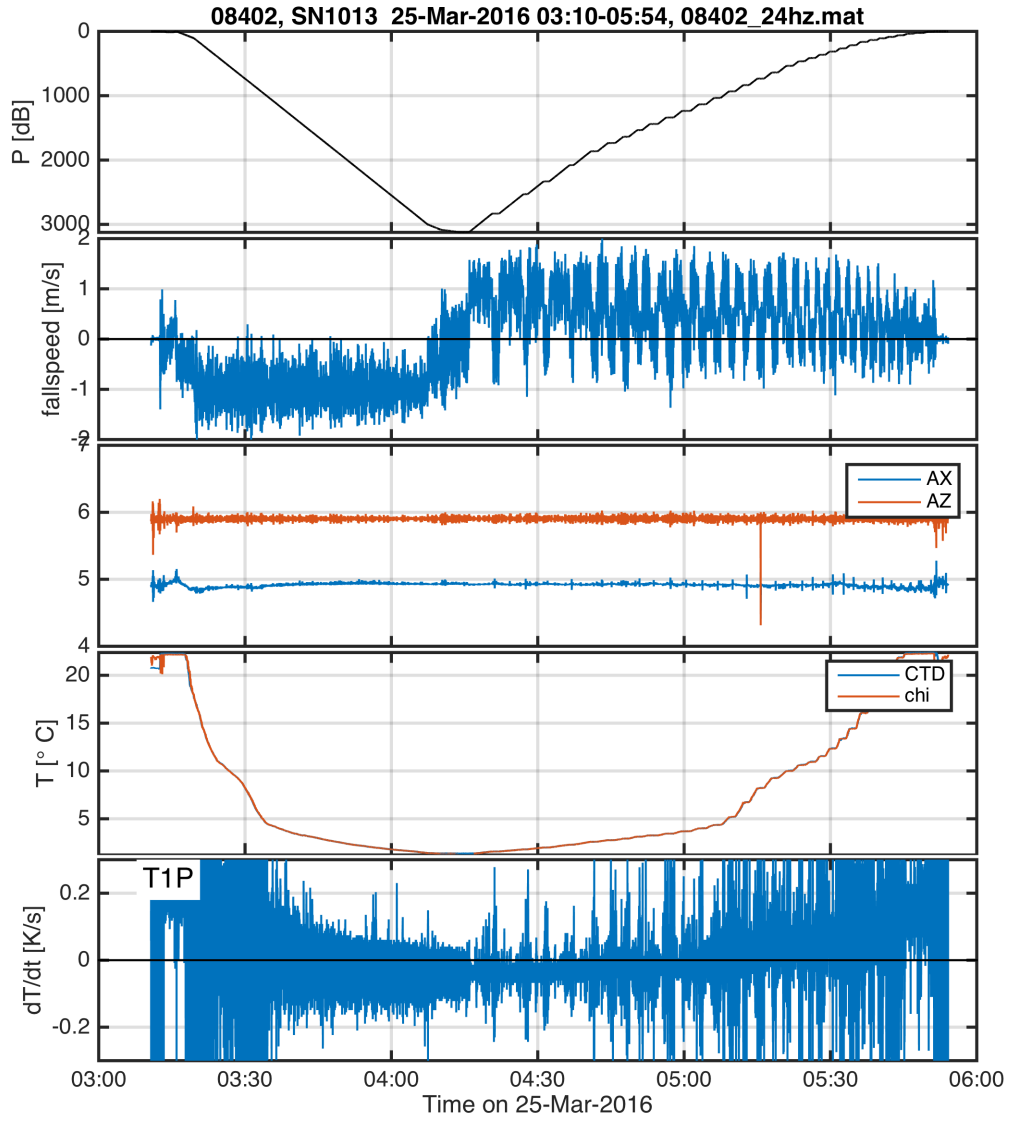 08402, SN1013  25-Mar-2016 03:10-05:54, 08402_24hz.mat
0
1000
2000
3000
P [dB]
2
1
0
-1
-2
fallspeed [m/s]
7
6
5
4
AX
AZ
20
15
10
5
T [° C]
CTD
chi
T1P
0.2
0
-0.2
dT/dt [K/s]
03:00 03:30 04:00 04:30 05:00 05:30 06:00
Time on 25-Mar-2016